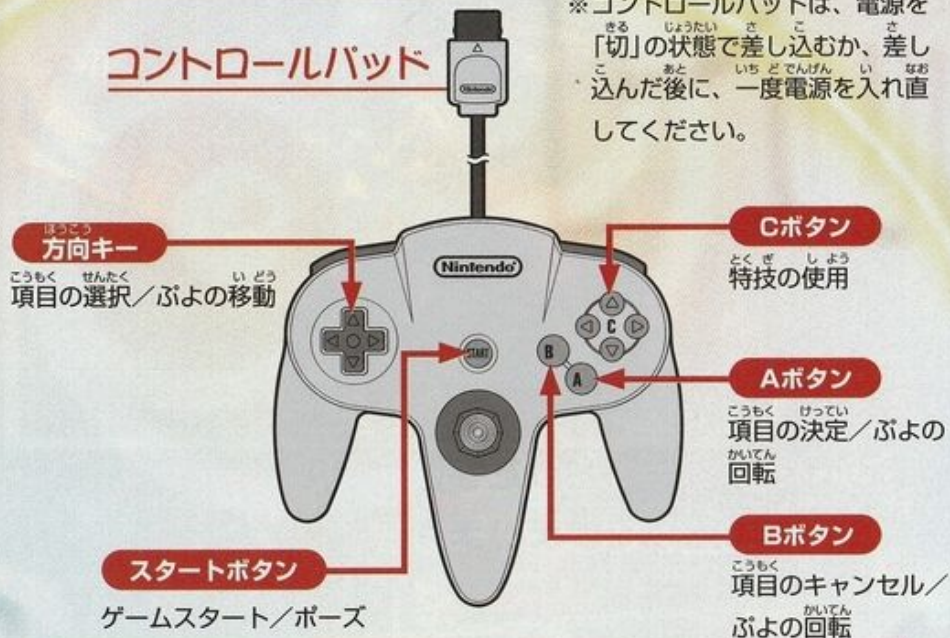 ※コントロールパッドは、電源を
「切」の状態で差し込むか、差し
込んだ後に、一度電源を入れ直
してください。
コントロールパッド
Nintendo
方向キー
項目の選択／ぷよの移動
Cボタン
特技の使用
Nintendo
C
START
B
A
Aボタン
項目の決定／ぷよの
回転
Bボタン
項目のキャンセル／
ぷよの回転
スタートボタン
ゲームスタート／ポーズ